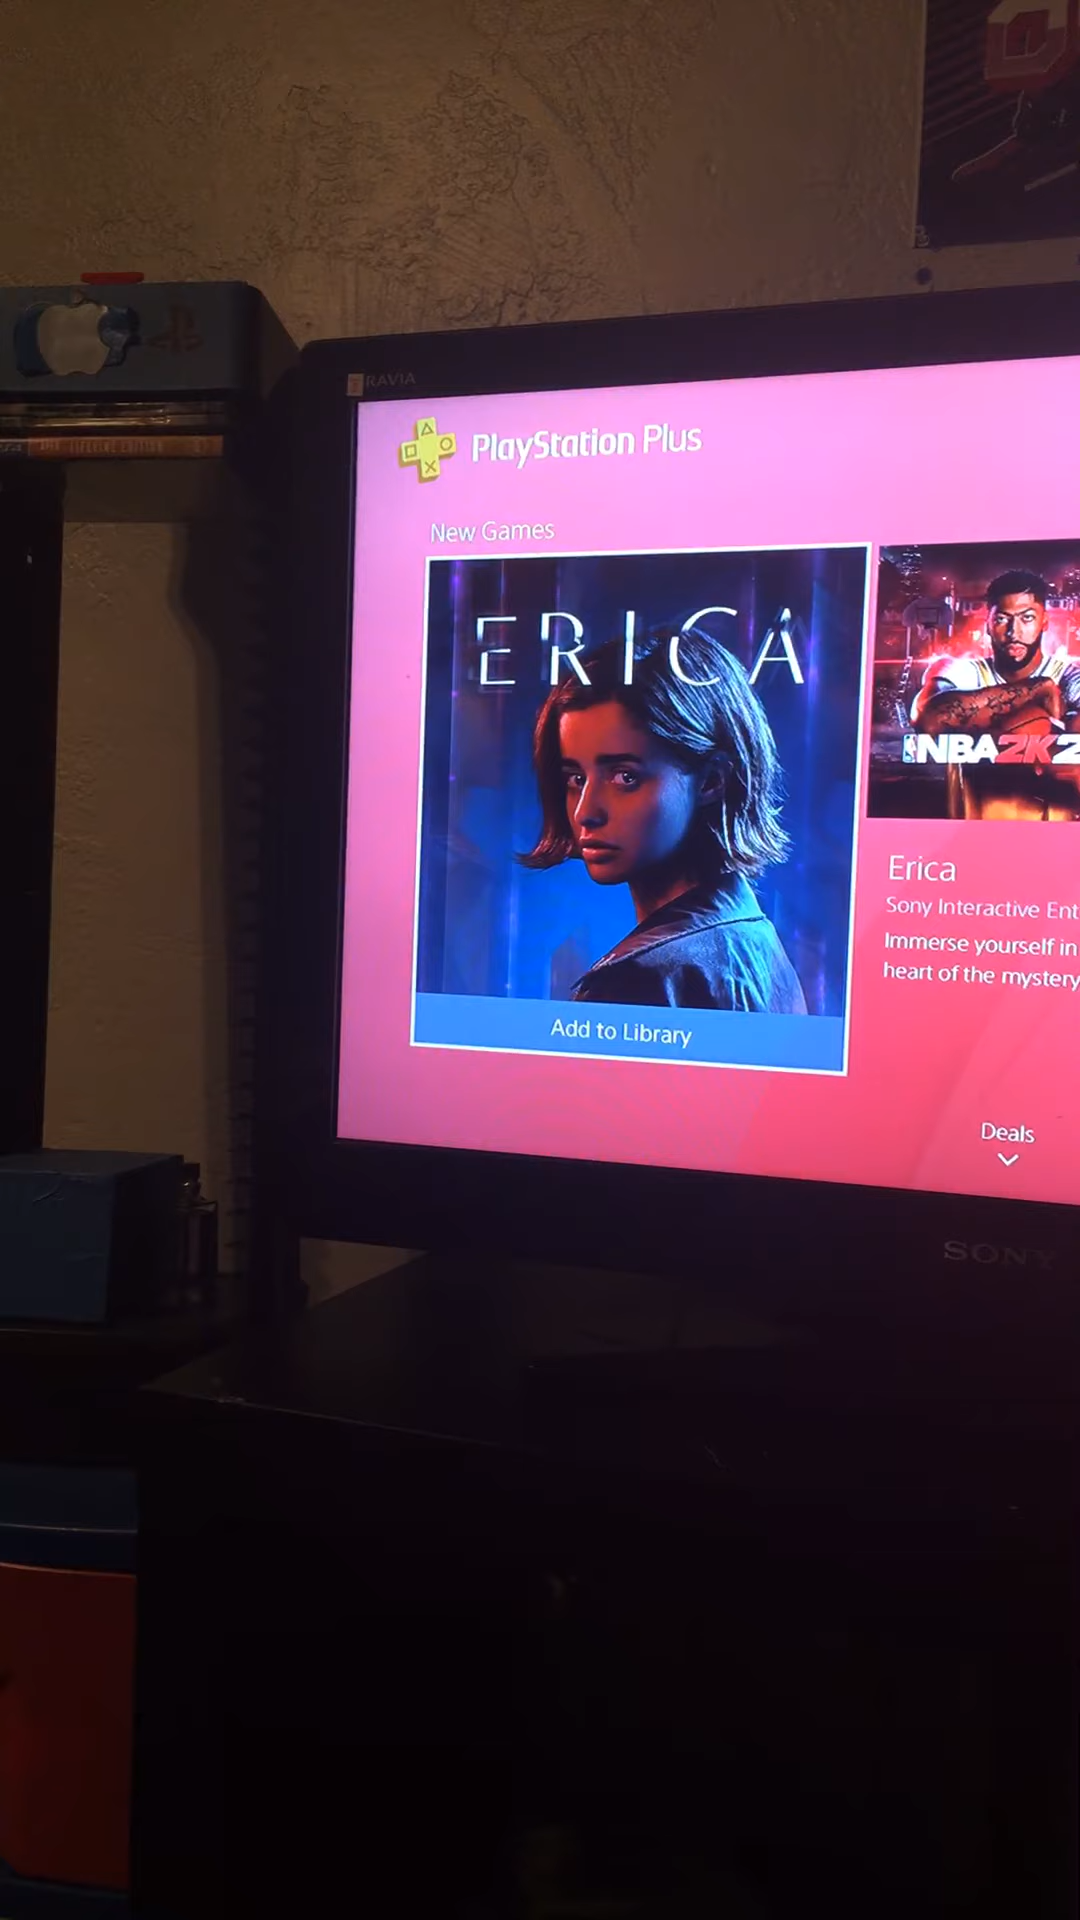 RAVIA
PlayStation Plus
New Games
ERICA
NBA2K2
Erica
Sony Interactive Ent
Immerse yourself in
heart of the mystery
Add to Library
Deals
SONY